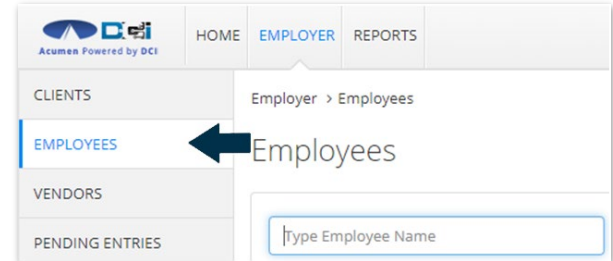 DCI
Acumen Powered by DCI
HOME EMPLOYER REPORTS
CLIENTS
EMPLOYEES
VENDORS
PENDING ENTRIES
Employer > Employees
Employees
Type Employee Name